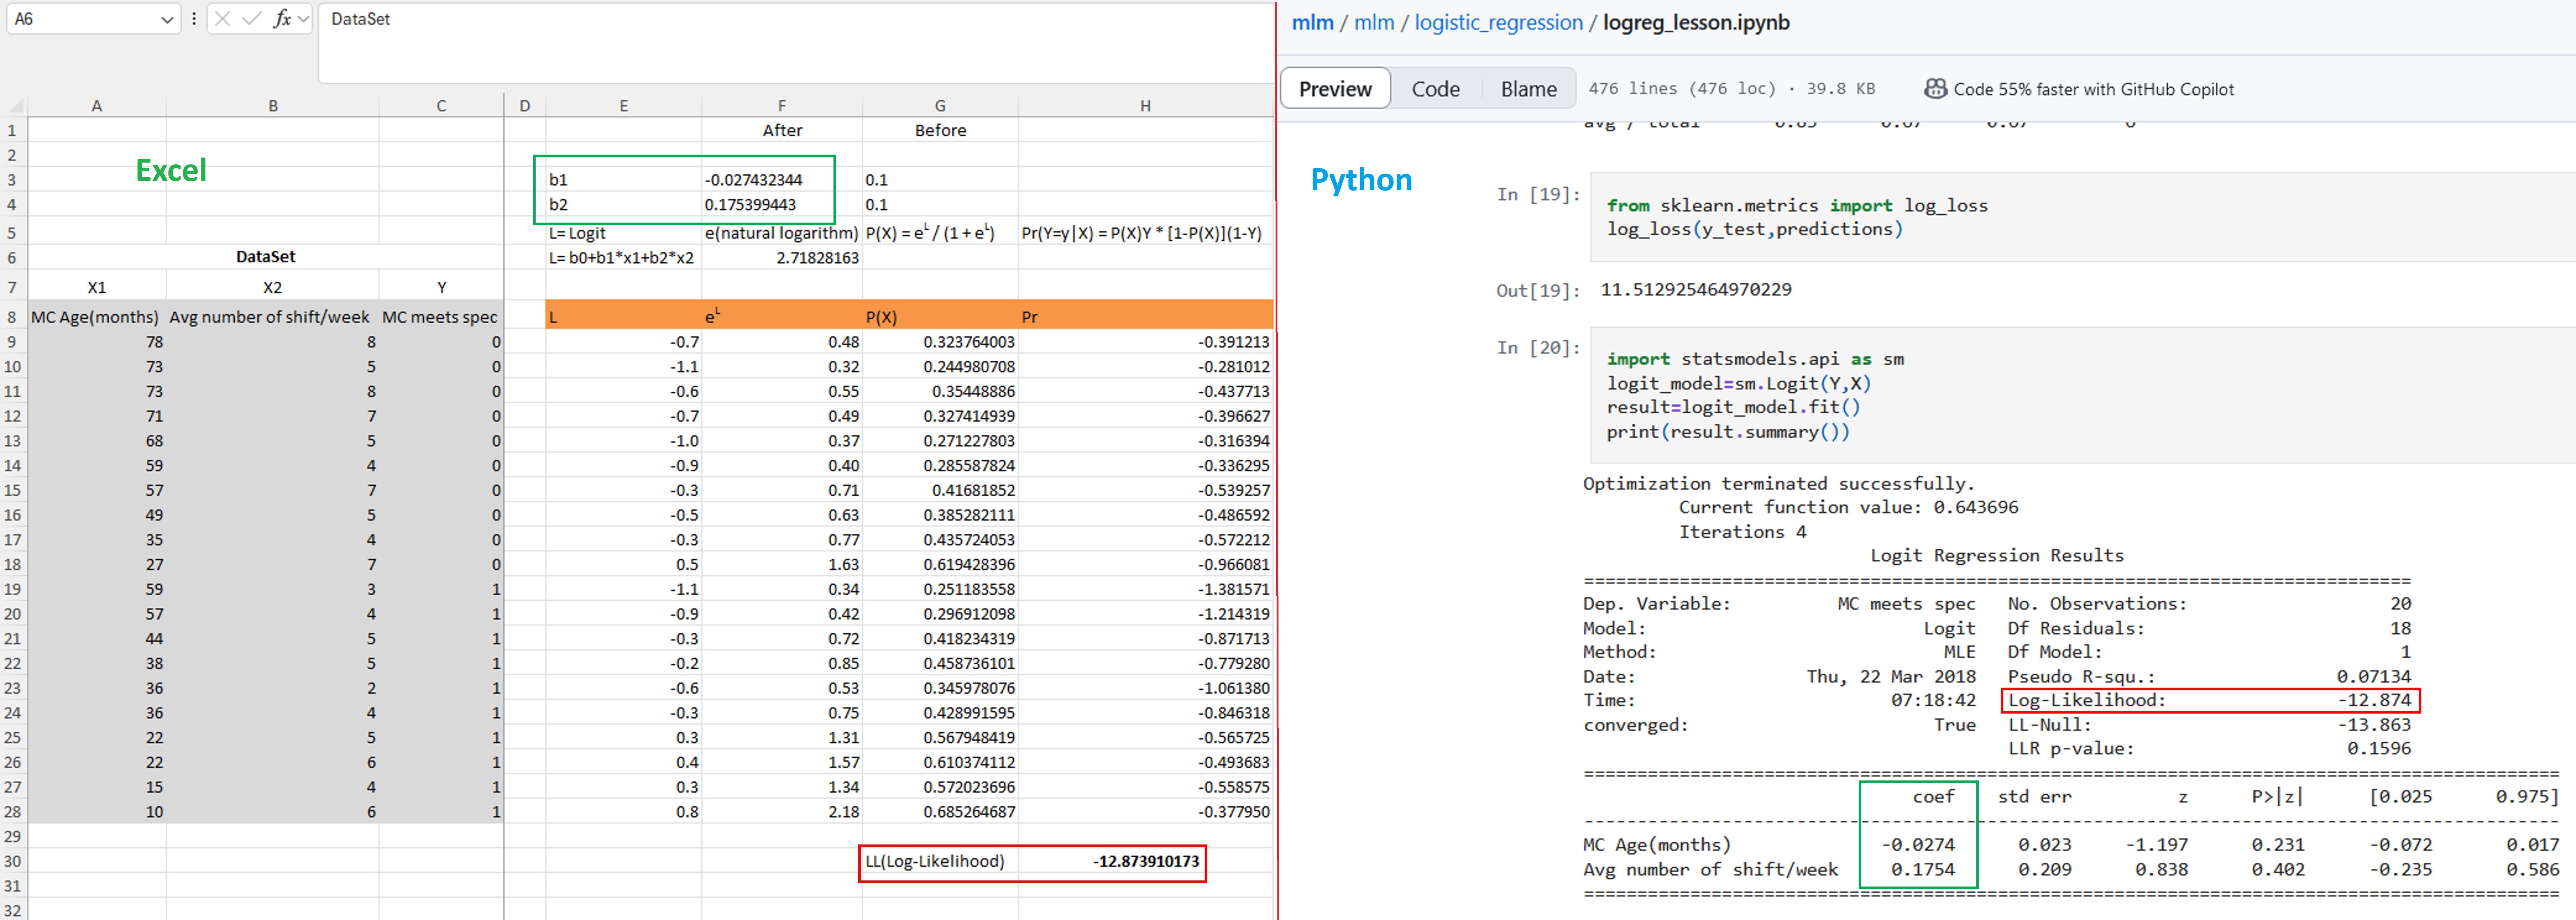 A6
fx
DataSet
A B C D E F G H
1 After Before
2
Excel
3 b1 -0.027432344 0.1
4 b2 0.175399443 0.1
5 L= Logit e(natural logarithm) P(X) = e^L / (1 + e^L) Pr(Y=y|X) = P(X)Y * [1-P(X)](1-Y)
6 DataSet L= b0+b1*x1+b2*x2 2.71828163
7 X1 X2 Y
8 MC Age(months) Avg number of shift/week MC meets spec L e^L P(X) Pr
9 78 8 0 -0.7 0.48 0.323764003 -0.391213
10 73 5 0 -1.1 0.32 0.244980708 -0.281012
11 73 8 0 -0.6 0.55 0.35448886 -0.437713
12 71 7 0 -0.7 0.49 0.327414939 -0.396627
13 68 5 0 -1.0 0.37 0.271227803 -0.316394
14 59 4 0 -0.9 0.40 0.285587824 -0.336295
15 57 7 0 -0.3 0.71 0.41681852 -0.539257
16 49 5 0 -0.5 0.63 0.385282111 -0.486592
17 35 4 0 -0.3 0.77 0.435724053 -0.572212
18 27 7 0 0.5 1.63 0.619428396 -0.966081
19 59 3 1 -1.1 0.34 0.251183558 -1.381571
20 57 4 1 -0.9 0.42 0.296912098 -1.214319
21 44 5 1 -0.3 0.72 0.418234319 -0.871713
22 38 5 1 -0.2 0.85 0.458736101 -0.779280
23 36 2 1 -0.6 0.53 0.345978076 -1.061380
24 36 4 1 -0.3 0.75 0.428991595 -0.846318
25 22 5 1 0.3 1.31 0.567948419 -0.565725
26 22 6 1 0.4 1.57 0.610374112 -0.493683
27 15 4 1 0.3 1.34 0.572023696 -0.558575
28 10 6 1 0.8 2.18 0.685264687 -0.377950
29
30 LL(Log-Likelihood) -12.873910173
31
32
mlm / mlm / logistic_regression / logreg_lesson.ipynb
Preview Code Blame 476 lines (476 loc) · 39.8 KB Code 55% faster with GitHub Copilot
avg / total 0.83 0.67 0.67 6
Python
In [19]: from sklearn.metrics import log_loss
log_loss(y_test,predictions)
Out[19]: 11.512925464970229
In [20]: import statsmodels.api as sm
logit_model=sm.Logit(Y,X)
result=logit_model.fit()
print(result.summary())
Optimization terminated successfully.
Current function value: 0.643696
Iterations 4
Logit Regression Results
==============================================================================
Dep. Variable: MC meets spec No. Observations: 20
Model: Logit Df Residuals: 18
Method: MLE Df Model: 1
Date: Thu, 22 Mar 2018 Pseudo R-squ.: 0.07134
Time: 07:18:42 Log-Likelihood: -12.874
converged: True LL-Null: -13.863
LLR p-value: 0.1596
============================================================================================
coef std err z P>|z| [0.025 0.975]
--------------------------------------------------------------------------------------------
MC Age(months) -0.0274 0.023 -1.197 0.231 -0.072 0.017
Avg number of shift/week 0.1754 0.209 0.838 0.402 -0.235 0.586
============================================================================================